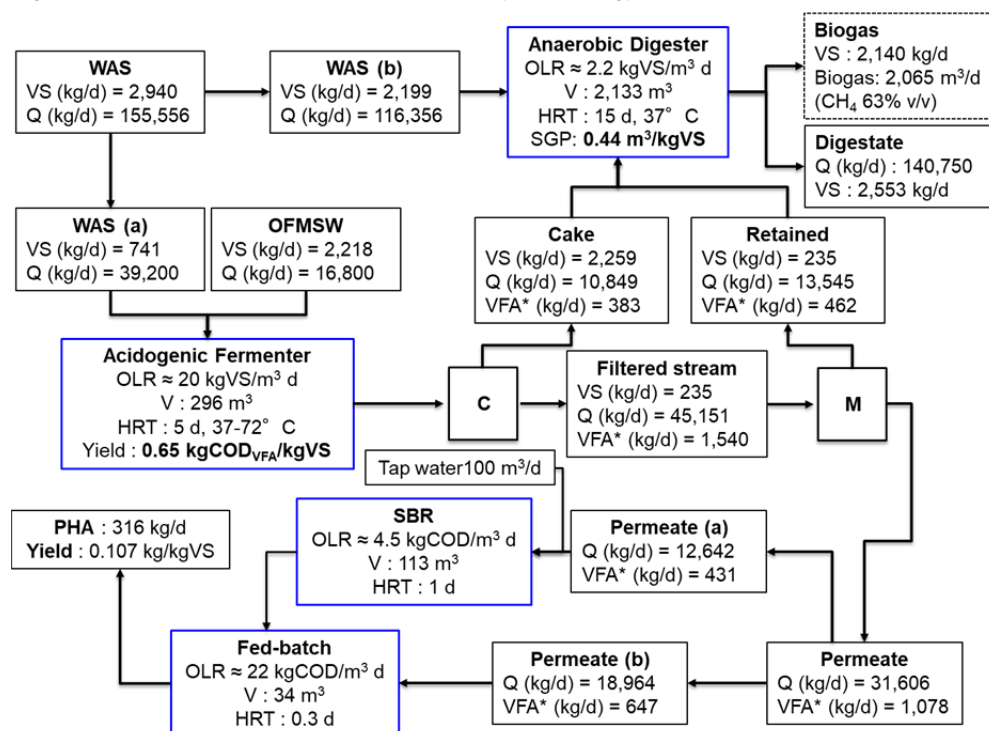 WAS
VS (kg/d) = 2,940
Q (kg/d) = 155,556
WAS (b)
VS (kg/d) = 2,199
Q (kg/d) = 116,356
Anaerobic Digester
OLR ≈ 2.2 kgVS/m³ d
V : 2,133 m³
HRT : 15 d, 37° C
SGP: 0.44 m³/kgVS
Biogas
VS : 2,140 kg/d
Biogas: 2,065 m³/d
(CH₄ 63% v/v)
Digestate
Q (kg/d) : 140,750
VS : 2,553 kg/d
WAS (a)
VS (kg/d) = 741
Q (kg/d) = 39,200
OFMSW
VS (kg/d) = 2,218
Q (kg/d) = 16,800
Cake
VS (kg/d) = 2,259
Q (kg/d) = 10,849
VFA* (kg/d) = 383
Retained
VS (kg/d) = 235
Q (kg/d) = 13,545
VFA* (kg/d) = 462
Acidogenic Fermenter
OLR ≈ 20 kgVS/m³ d
V : 296 m³
HRT : 5 d, 37-72° C
Yield : 0.65 kgCOD_VFA/kgVS
C
Filtered stream
VS (kg/d) = 235
Q (kg/d) = 45,151
VFA* (kg/d) = 1,540
M
Tap water100 m³/d
PHA : 316 kg/d
Yield : 0.107 kg/kgVS
SBR
OLR ≈ 4.5 kgCOD/m³ d
V : 113 m³
HRT : 1 d
Permeate (a)
Q (kg/d) = 12,642
VFA* (kg/d) = 431
Fed-batch
OLR ≈ 22 kgCOD/m³ d
V : 34 m³
HRT : 0.3 d
Permeate (b)
Q (kg/d) = 18,964
VFA* (kg/d) = 647
Permeate
Q (kg/d) = 31,606
VFA* (kg/d) = 1,078